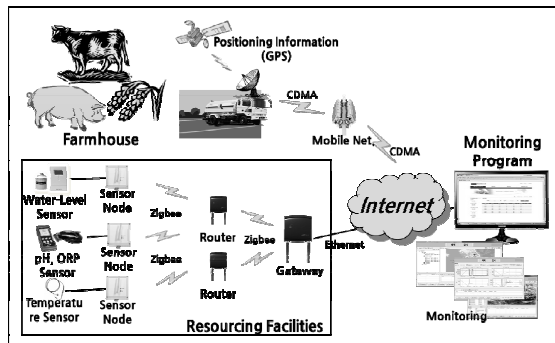 Positioning Information
(GPS)
CDMA
Farmhouse
Mobile Net,
CDMA
Monitoring
Program
Water-Level
Sensor
Sensor
Node
Zigbee
Internet
Router
Zigbee
Ethernet
pH, ORP
Sensor
Sensor
Node
Zigbee
Gateway
Router
Temperatu
re Sensor
Sensor
Node
Resourcing Facilities
Monitoring